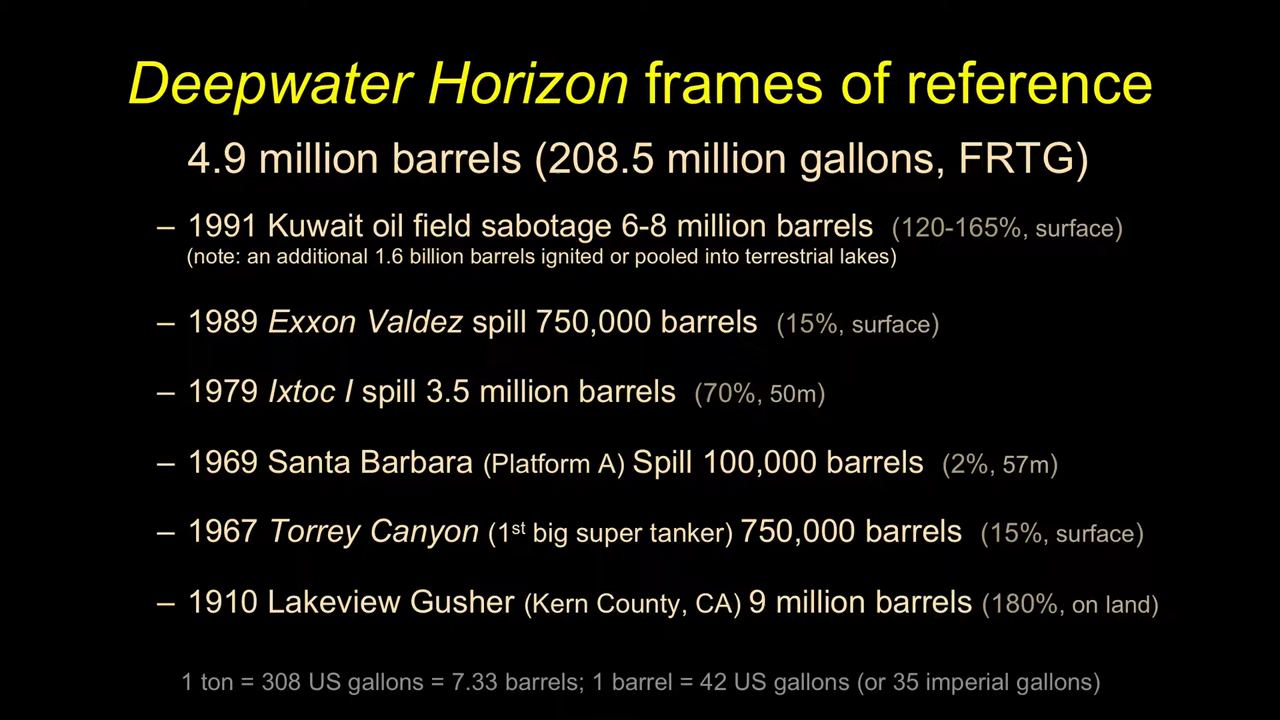 Deepwater Horizon frames of reference
4.9 million barrels (208.5 million gallons, FRTG)
– 1991 Kuwait oil field sabotage 6-8 million barrels (120-165%, surface)
(note: an additional 1.6 billion barrels ignited or pooled into terrestrial lakes)
– 1989 Exxon Valdez spill 750,000 barrels (15%, surface)
– 1979 Ixtoc I spill 3.5 million barrels (70%, 50m)
– 1969 Santa Barbara (Platform A) Spill 100,000 barrels (2%, 57m)
– 1967 Torrey Canyon (1st big super tanker) 750,000 barrels (15%, surface)
– 1910 Lakeview Gusher (Kern County, CA) 9 million barrels (180%, on land)
1 ton = 308 US gallons = 7.33 barrels; 1 barrel = 42 US gallons (or 35 imperial gallons)